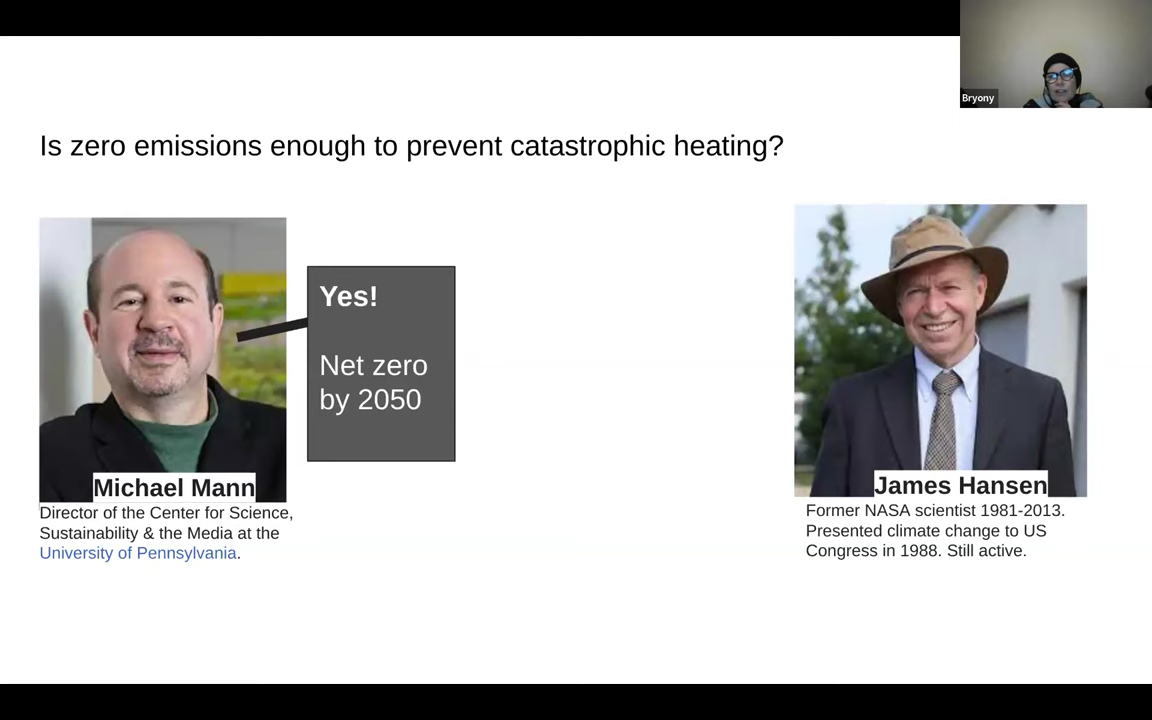 Bryony
Is zero emissions enough to prevent catastrophic heating?
Yes!
Net zero
by 2050
Michael Mann
Director of the Center for Science,
Sustainability & the Media at the
University of Pennsylvania.
James Hansen
Former NASA scientist 1981-2013.
Presented climate change to US
Congress in 1988. Still active.